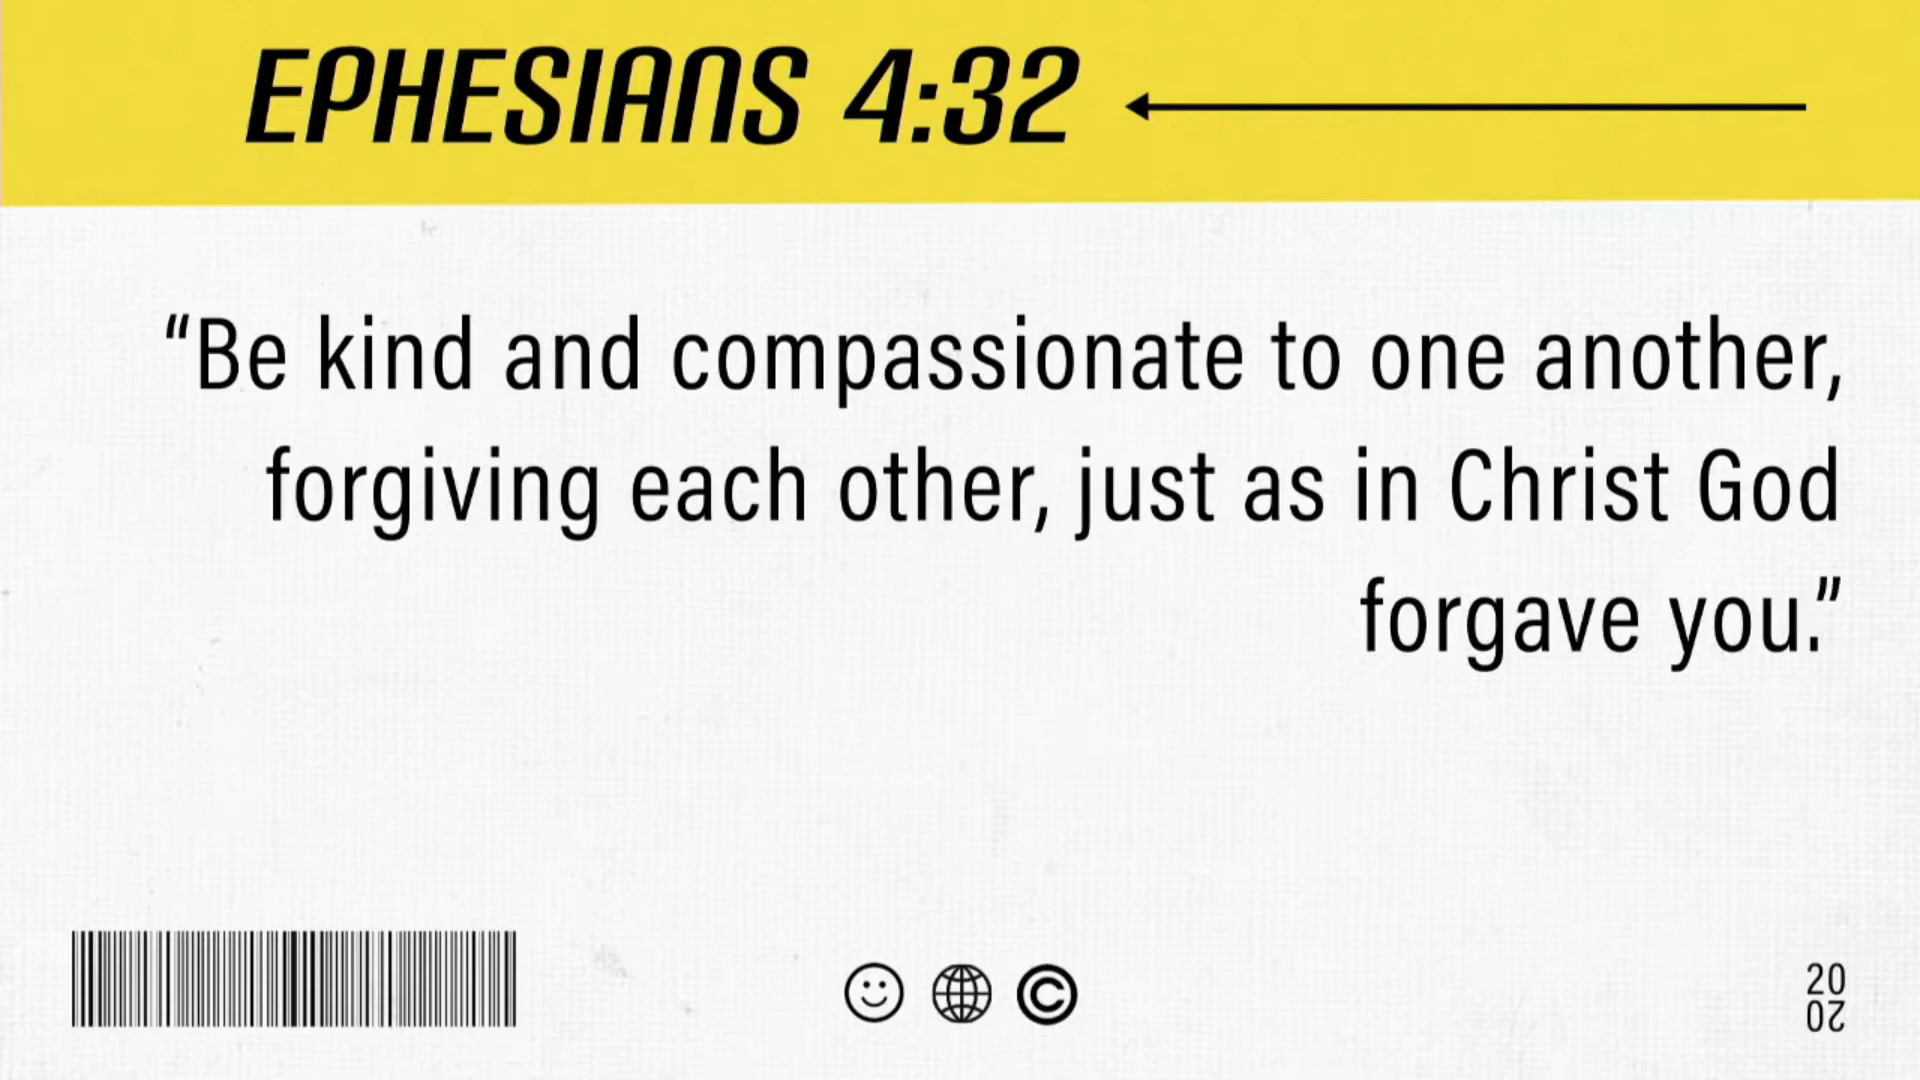 EPHESIANS 4:32
“Be kind and compassionate to one another,
forgiving each other, just as in Christ God
forgave you.”
©
20
20